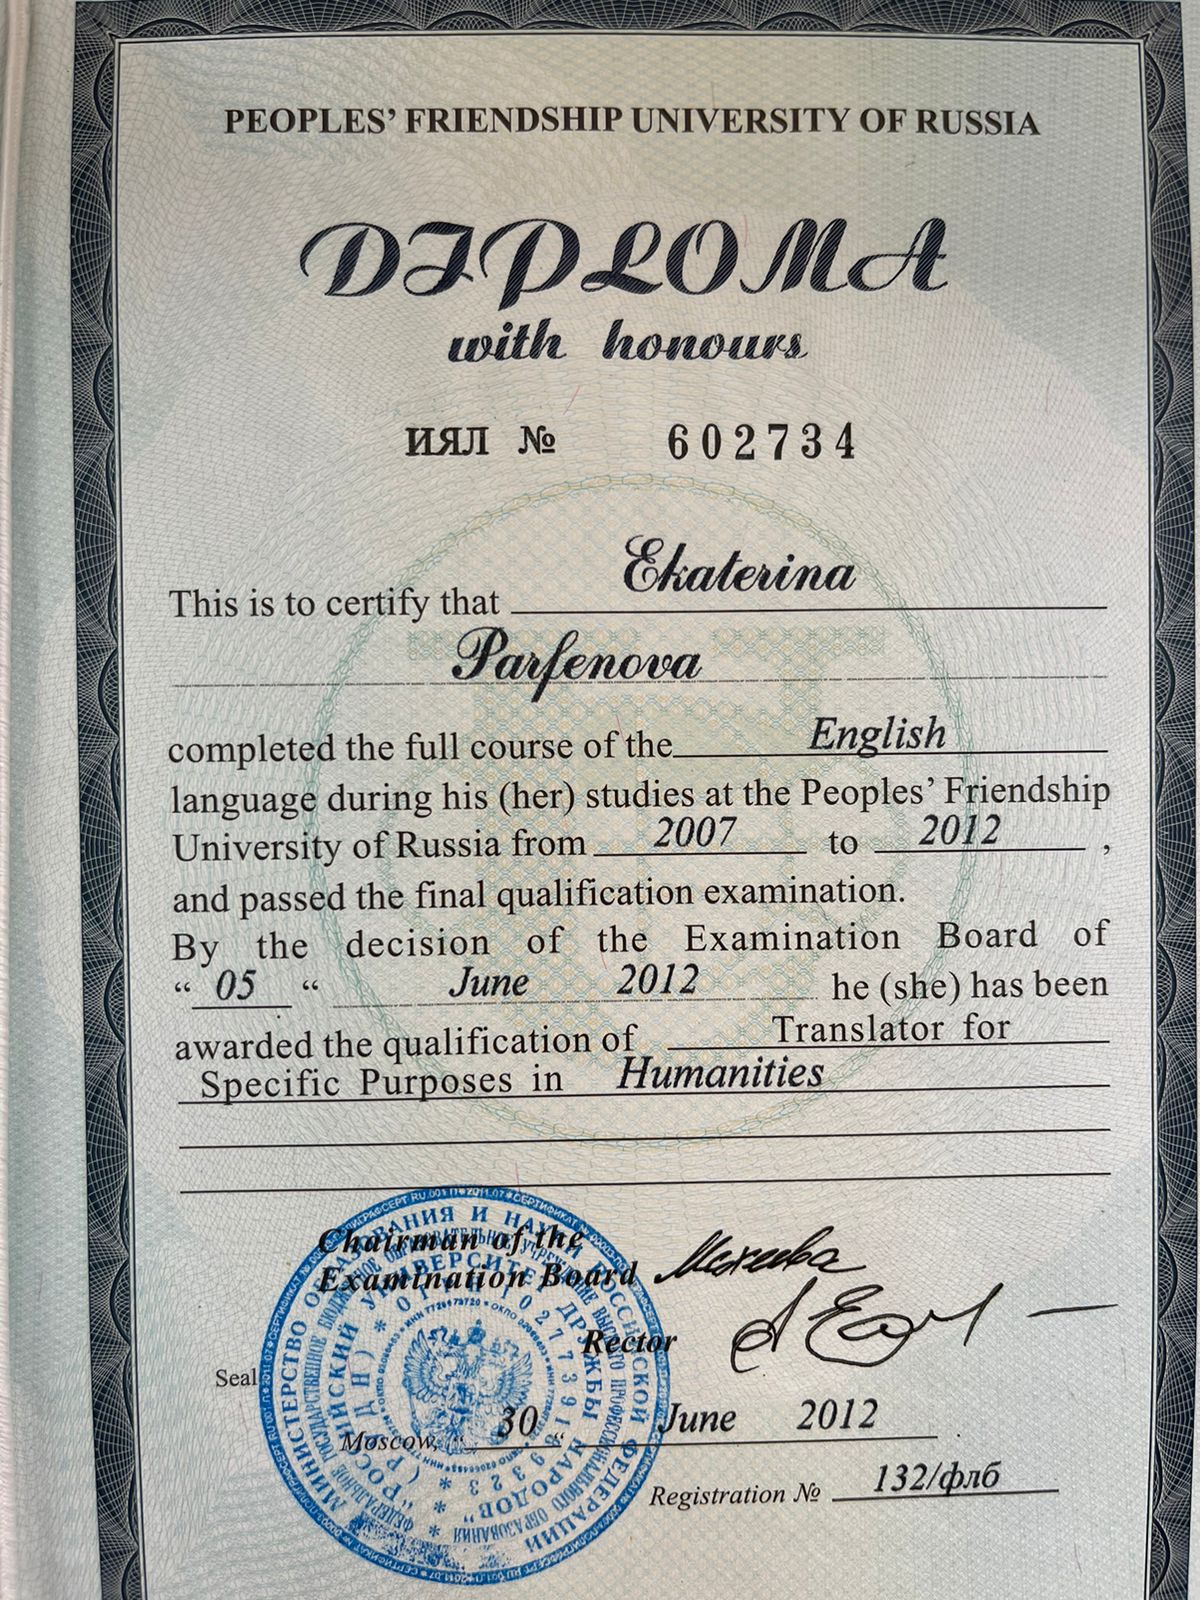 PEOPLES' FRIENDSHIP UNIVERSITY OF RUSSIA
DIPLOMA
with honours
ИЯЛ № 602734
This is to certify that Ekaterina
Parfenova
completed the full course of the English
language during his (her) studies at the Peoples' Friendship
University of Russia from 2007 to 2012 ,
and passed the final qualification examination.
By the decision of the Examination Board of
“ 05 “ June 2012 he (she) has been
awarded the qualification of Translator for
Specific Purposes in Humanities
Chairman of the
Examination Board
Rector
Seal
Moscow, “ 30 “ June 2012
Registration № 132/флб
МИНИСТЕРСТВО ОБРАЗОВАНИЯ И НАУКИ РОССИЙСКОЙ ФЕДЕРАЦИИ
ФЕДЕРАЛЬНОЕ ГОСУДАРСТВЕННОЕ БЮДЖЕТНОЕ ОБРАЗОВАТЕЛЬНОЕ УЧРЕЖДЕНИЕ ВЫСШЕГО ПРОФЕССИОНАЛЬНОГО ОБРАЗОВАНИЯ
"РОССИЙСКИЙ УНИВЕРСИТЕТ ДРУЖБЫ НАРОДОВ"
(РУДН) * ОГРН 1027739189323 *